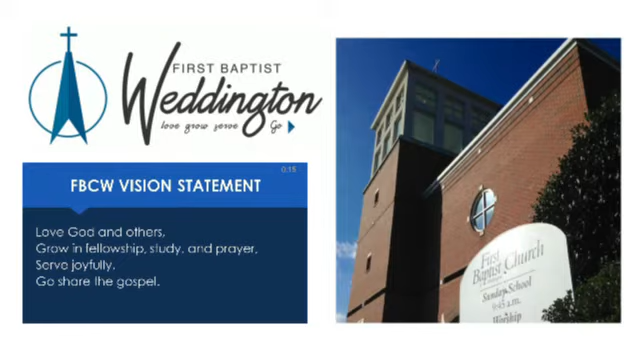 FIRST BAPTIST
Weddington
love grow serve Go
0:15
FBCW VISION STATEMENT
Love God and others,
Grow in fellowship, study, and prayer,
Serve joyfully,
Go share the gospel.
First
Baptist Church
Sunday School
9:45 a.m.
Worship